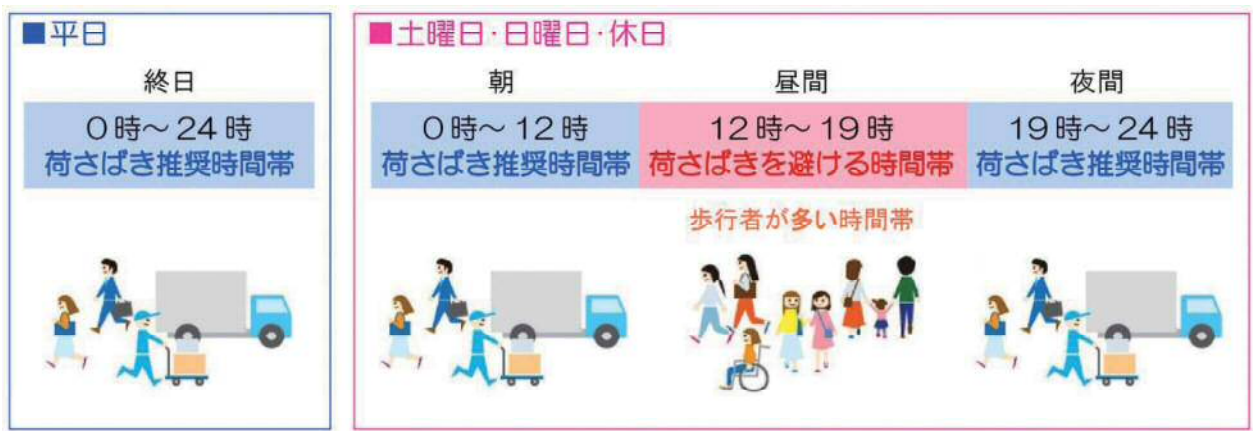 ■平日
終日
0時～24時
荷さばき推奨時間帯
■土曜日・日曜日・休日
朝
0時～12時
荷さばき推奨時間帯
昼間
12時～19時
荷さばきを避ける時間帯
歩行者が多い時間帯
夜間
19時～24時
荷さばき推奨時間帯